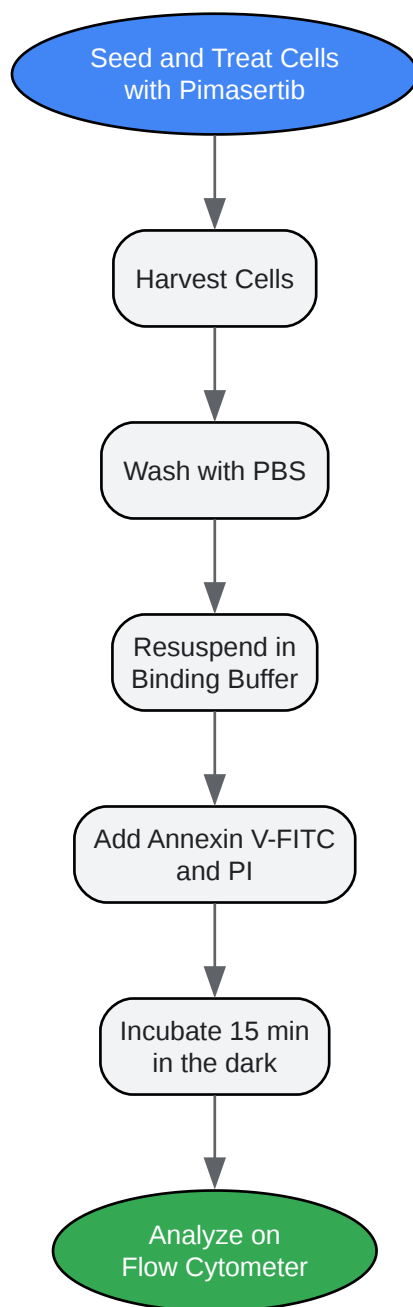 Seed and Treat Cells
with Pimasertib
Harvest Cells
Wash with PBS
Resuspend in
Binding Buffer
Add Annexin V-FITC
and PI
Incubate 15 min
in the dark
Analyze on
Flow Cytometer